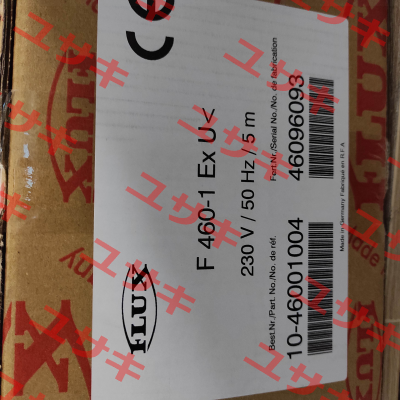 CE
FLUX
F 460-1 Ex U<
230 V / 50 Hz / 5 m
Best.Nr./Part. No./No. de réf.
10-46001004
Fert.Nr./Serial No./No. de fabrication
46096093
Made in Germany Fabriqué en R.F.A.
FLUX
ユサキ